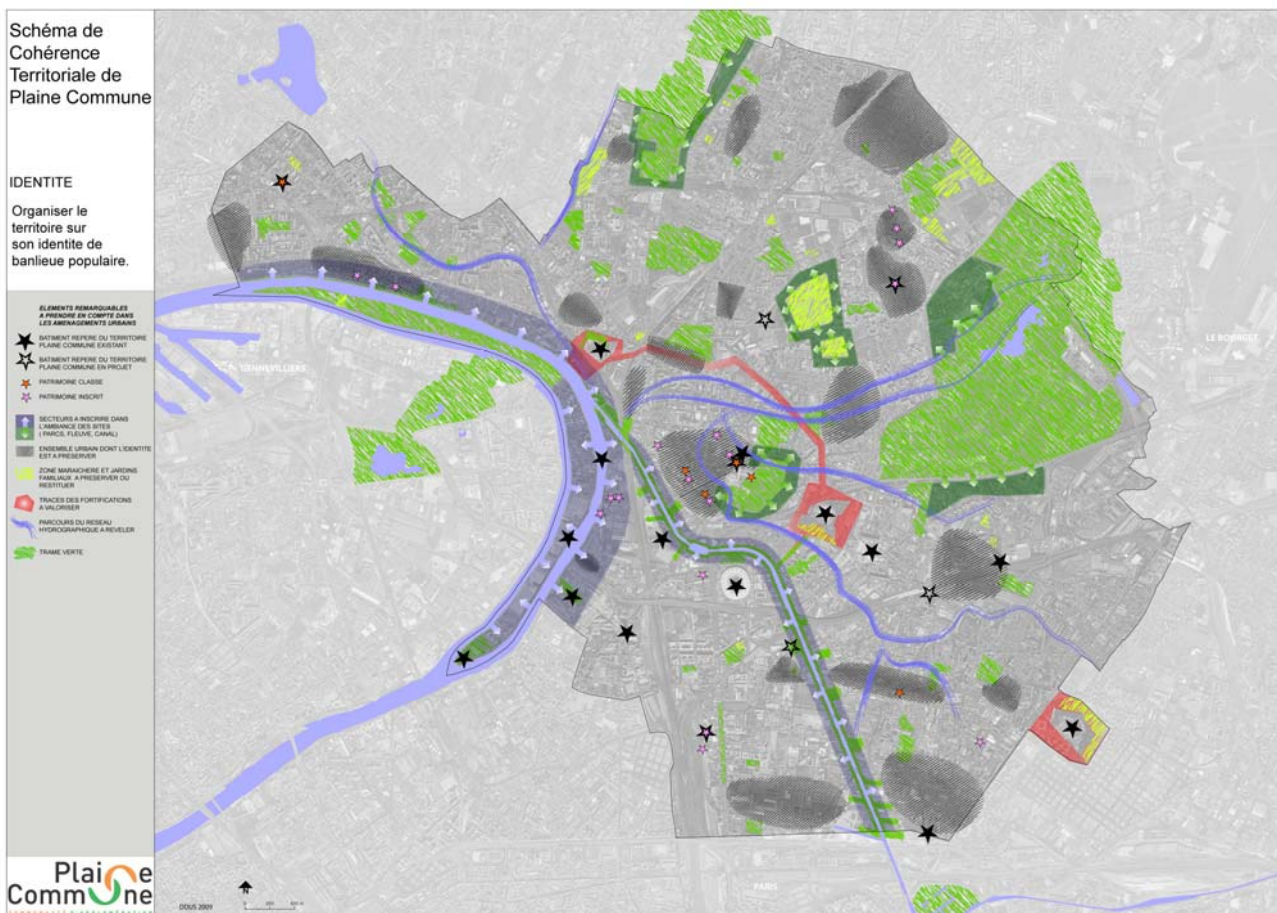 Schéma de
Cohérence
Territoriale de
Plaine Commune
IDENTITE
Organiser le
territoire sur
son identite de
banlieue populaire.
ELEMENTS REMARQUABLES
A PRENDRE EN COMPTE DANS
LES AMENAGEMENTS URBAINS
BATIMENT REPERE DU TERRITOIRE
PLAINE COMMUNE EXISTANT
BATIMENT REPERE DU TERRITOIRE
PLAINE COMMUNE EN PROJET
PATRIMOINE CLASSE
PATRIMOINE INSCRIT
SECTEURS A INSCRIRE DANS
L'AMBIANCE DES SITES
( PARCS, FLEUVE, CANAL)
ENSEMBLE URBAIN DONT L'IDENTITE
EST A PRESERVER
ZONE MARAICHERE ET JARDINS
FAMILIAUX A PRESERVER OU
RESTITUER
TRACES DES FORTIFICATIONS
A VALORISER
PARCOURS DU RESEAU
HYDROGRAPHIQUE A REVELER
TRAME VERTE
GENNEVILLIERS
LE BOURGET
PARIS
Plaine
Commune
COMMUNAUTE D'AGGLOMERATION
DDUS 2009
N
0